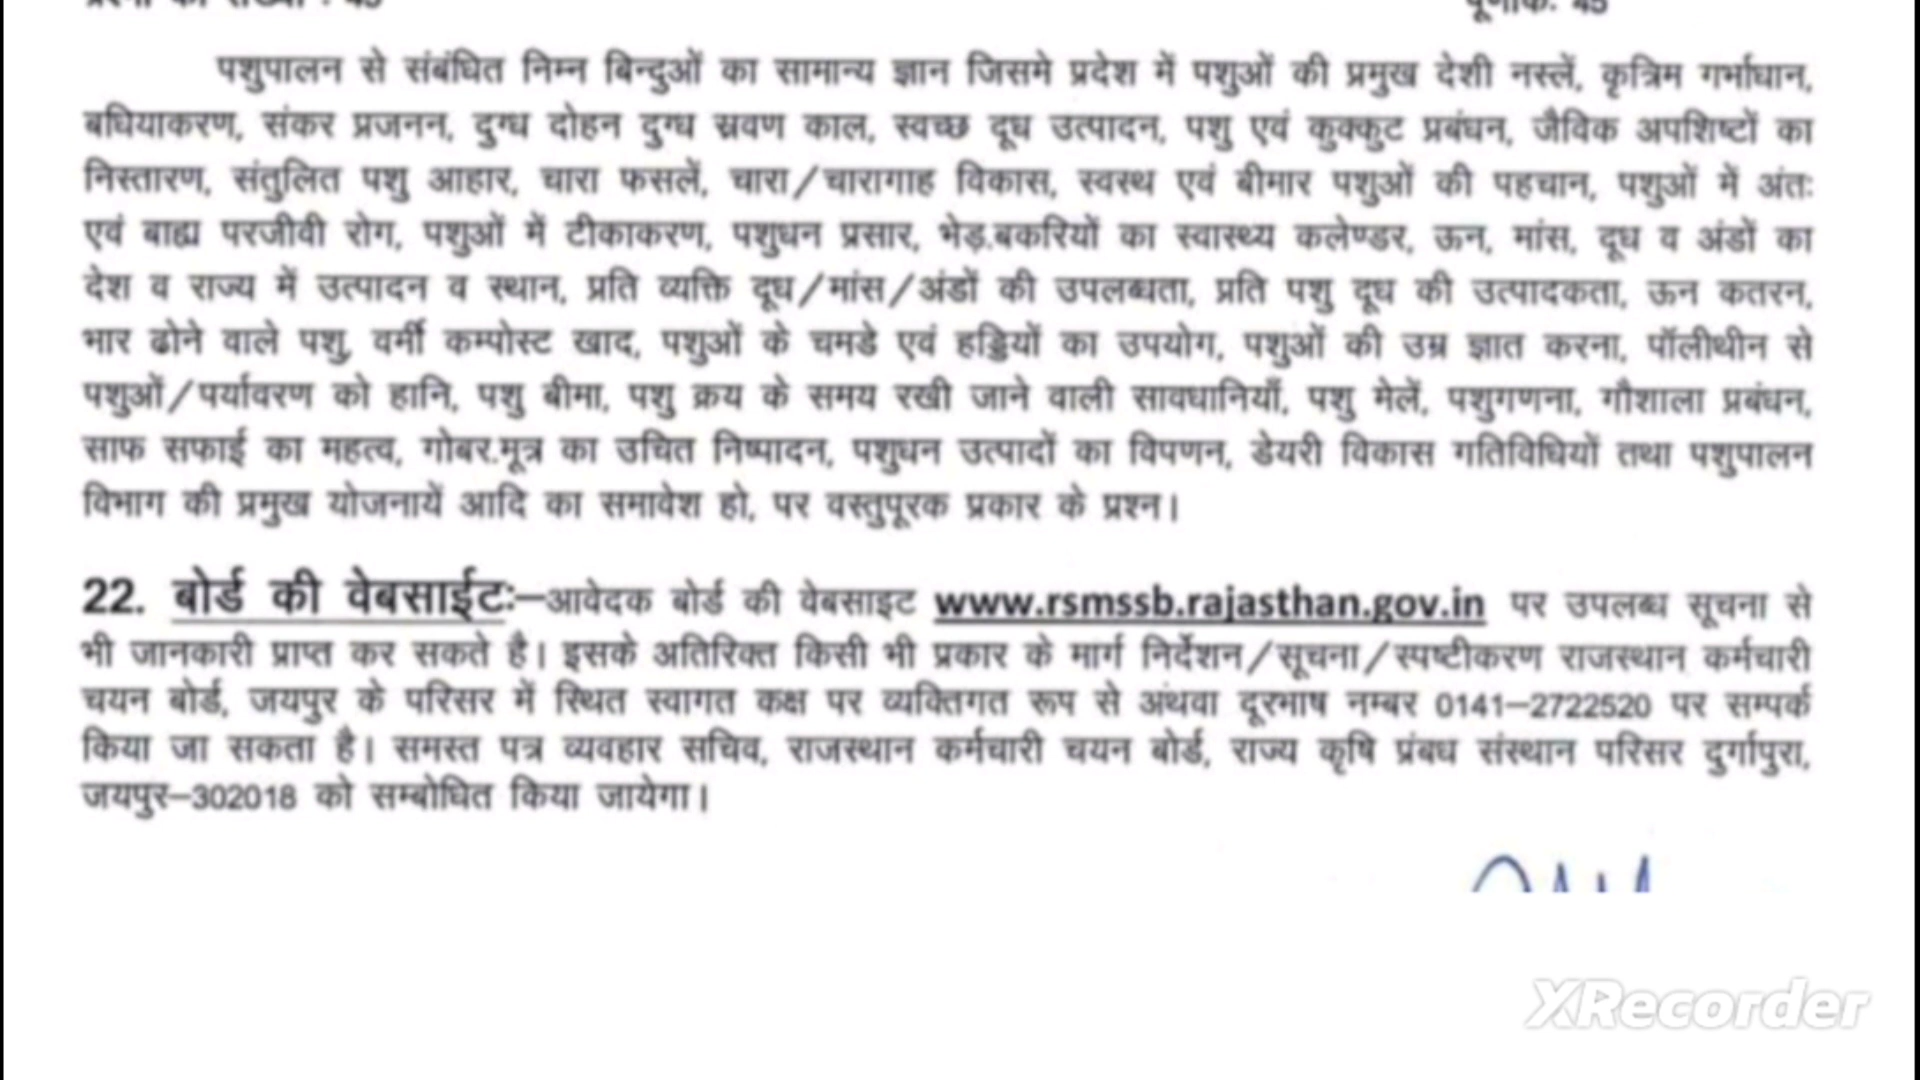 पूर्णांकः 45
पशुपालन से संबंधित निम्न बिन्दुओं का सामान्य ज्ञान जिसमे प्रदेश में पशुओं की प्रमुख देशी नस्लें, कृत्रिम गर्भाधान,
बधियाकरण, संकर प्रजनन, दुग्ध दोहन दुग्ध स्रवण काल, स्वच्छ दूध उत्पादन, पशु एवं कुक्कुट प्रबंधन, जैविक अपशिष्टों का
निस्तारण, संतुलित पशु आहार, चारा फसलें, चारा/चारागाह विकास, स्वस्थ एवं बीमार पशुओं की पहचान, पशुओं में अंतः
एवं बाह्य परजीवी रोग, पशुओं में टीकाकरण, पशुधन प्रसार, भेड़.बकरियों का स्वास्थ्य कलेण्डर, ऊन, मांस, दूध व अंडों का
देश व राज्य में उत्पादन व स्थान, प्रति व्यक्ति दूध/मांस/अंडों की उपलब्धता, प्रति पशु दूध की उत्पादकता, ऊन कतरन,
भार ढोने वाले पशु, वर्मी कम्पोस्ट खाद, पशुओं के चमडे एवं हड्डियों का उपयोग, पशुओं की उम्र ज्ञात करना, पॉलीथीन से
पशुओं/पर्यावरण को हानि, पशु बीमा, पशु क्रय के समय रखी जाने वाली सावधानियाँ, पशु मेलें, पशुगणना, गौशाला प्रबंधन,
साफ सफाई का महत्व, गोबर.मूत्र का उचित निष्पादन, पशुधन उत्पादों का विपणन, डेयरी विकास गतिविधियों तथा पशुपालन
विभाग की प्रमुख योजनायें आदि का समावेश हो, पर वस्तुपूरक प्रकार के प्रश्न।
22. बोर्ड की वेबसाईटः–आवेदक बोर्ड की वेबसाइट www.rsmssb.rajasthan.gov.in पर उपलब्ध सूचना से
भी जानकारी प्राप्त कर सकते है। इसके अतिरिक्त किसी भी प्रकार के मार्ग निर्देशन/सूचना/स्पष्टीकरण राजस्थान कर्मचारी
चयन बोर्ड, जयपुर के परिसर में स्थित स्वागत कक्ष पर व्यक्तिगत रूप से अंथवा दूरभाष नम्बर 0141–2722520 पर सम्पर्क
किया जा सकता है। समस्त पत्र व्यवहार सचिव, राजस्थान कर्मचारी चयन बोर्ड, राज्य कृषि प्रंबध संस्थान परिसर दुर्गापुरा,
जयपुर–302018 को सम्बोधित किया जायेगा।
XRecorder